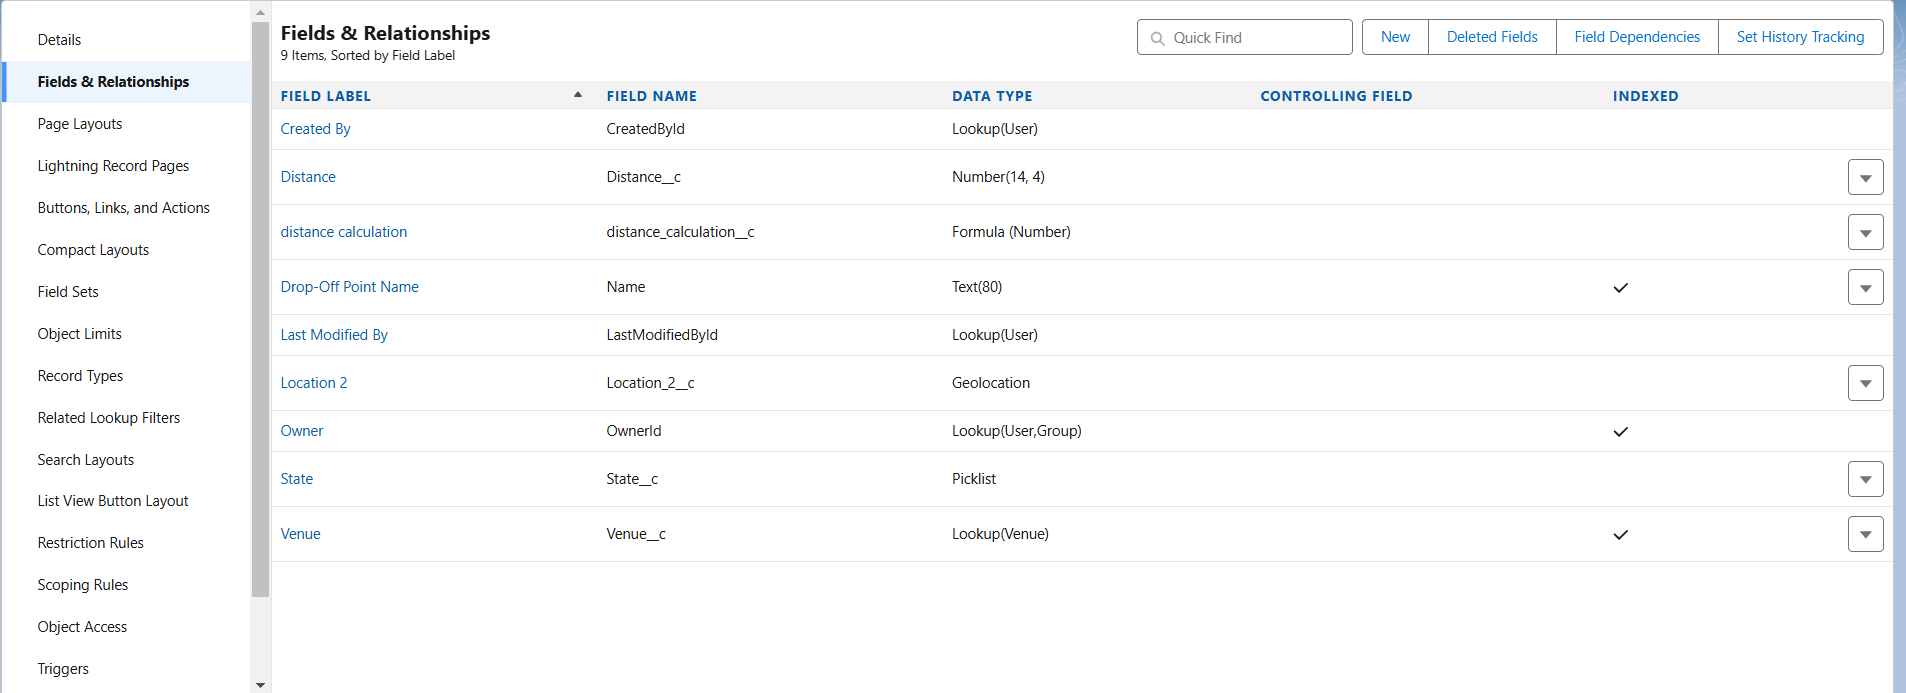 Details
Fields & Relationships
Page Layouts
Lightning Record Pages
Buttons, Links, and Actions
Compact Layouts
Field Sets
Object Limits
Record Types
Related Lookup Filters
Search Layouts
List View Button Layout
Restriction Rules
Scoping Rules
Object Access
Triggers
Fields & Relationships
9 Items, Sorted by Field Label
Quick Find
New Deleted Fields Field Dependencies Set History Tracking
FIELD LABEL FIELD NAME DATA TYPE CONTROLLING FIELD INDEXED
Created By CreatedById Lookup(User)
Distance Distance__c Number(14, 4)
distance calculation distance_calculation__c Formula (Number)
Drop-Off Point Name Name Text(80)
Last Modified By LastModifiedById Lookup(User)
Location 2 Location_2__c Geolocation
Owner OwnerId Lookup(User,Group)
State State__c Picklist
Venue Venue__c Lookup(Venue)